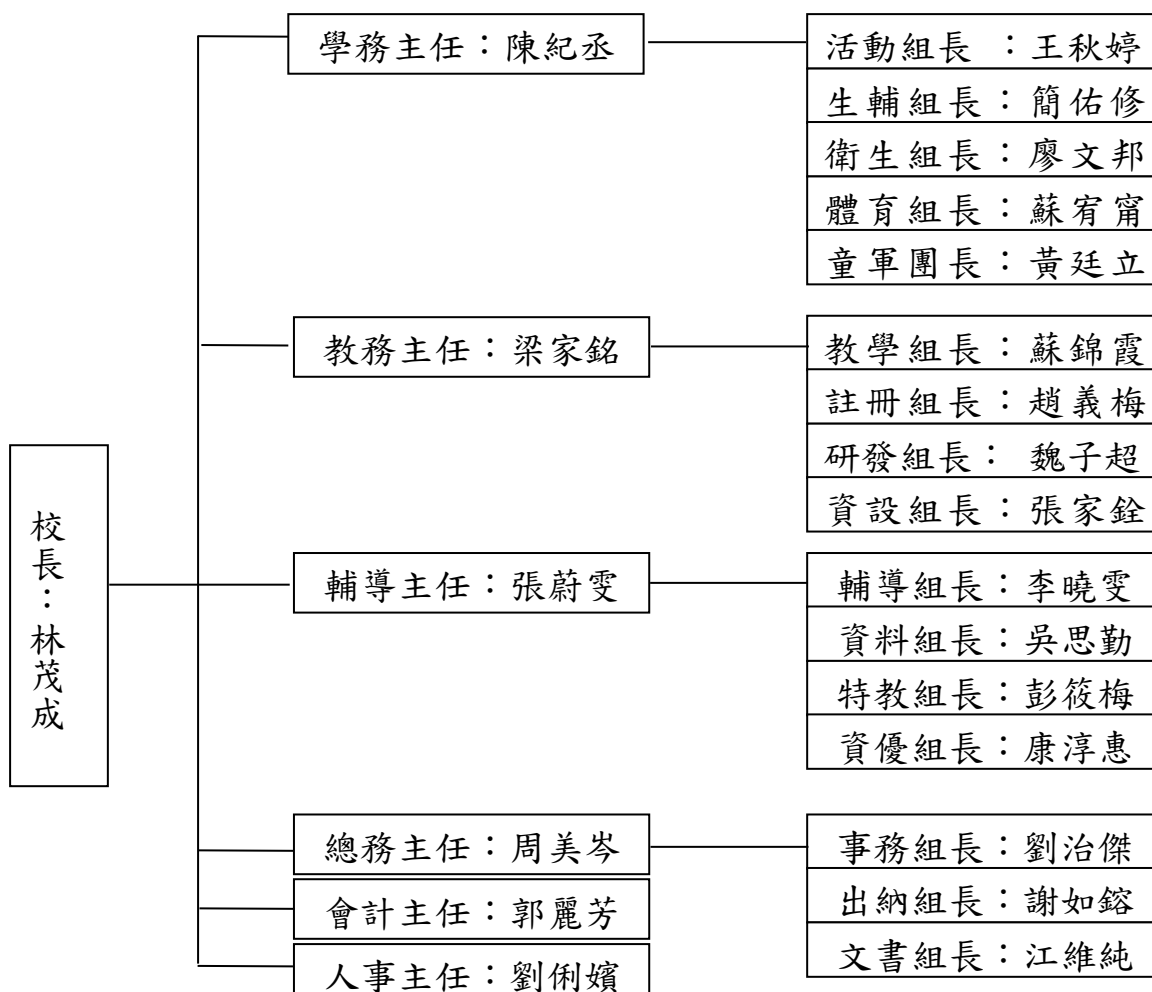 校長：林茂成
學務主任：陳紀丞
活動組長 ：王秋婷
生輔組長：簡佑修
衛生組長：廖文邦
體育組長：蘇宥甯
童軍團長：黃廷立
教務主任：梁家銘
教學組長：蘇錦霞
註冊組長：趙義梅
研發組長： 魏子超
資設組長：張家銓
輔導主任：張蔚雯
輔導組長：李曉雯
資料組長：吳思勤
特教組長：彭筱梅
資優組長：康淳惠
總務主任：周美岑
事務組長：劉治傑
出納組長：謝如鎔
文書組長：江維純
會計主任：郭麗芳
人事主任：劉俐嬪